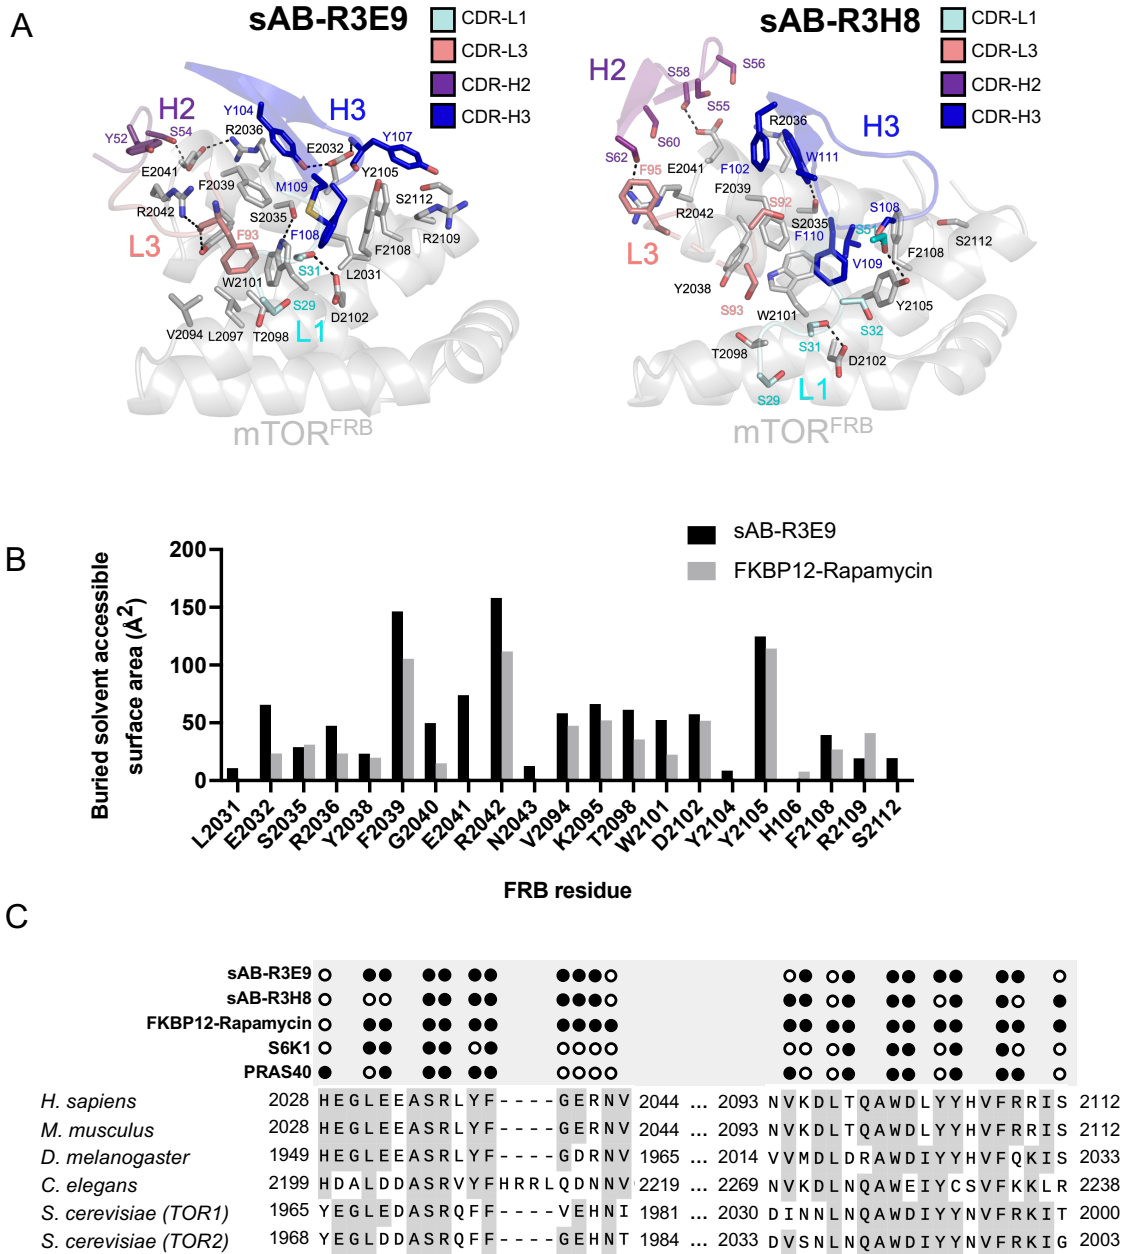 A
sAB-R3E9
CDR-L1
CDR-L3
CDR-H2
CDR-H3
H2
H3
Y104
R2036
Y52
S54
E2032
Y107
E2041
F2039
M109
Y2105
R2042
S2035
S2112
F93
F108
R2109
L3
F2108
W2101
S31
L2031
S29
D2102
V2094
L2097
T2098
L1
mTORFRB
sAB-R3H8
CDR-L1
CDR-L3
CDR-H2
CDR-H3
H2
S58
S56
S55
R2036
H3
S60
S62
F95
E2041
F102
W111
F2039
R2042
S92
S2035
S108
S51
F110
F2108
S2112
L3
V109
Y2038
Y2105
S93
W2101
S32
T2098
S31
D2102
S29
L1
mTORFRB
B
sAB-R3E9
FKBP12-Rapamycin
Buried solvent accessible
surface area (Å2)
200
150
100
50
0
L2031 E2032 S2035 R2036 Y2038 F2039 G2040 E2041 R2042 N2043 V2094 K2095 T2098 W2101 D2102 Y2104 Y2105 H106 F2108 R2109 S2112
FRB residue
C
sAB-R3E9
sAB-R3H8
FKBP12-Rapamycin
S6K1
PRAS40
H. sapiens 2028 HEGLEEASRLYF----GERNV 2044 ... 2093 NVKDLTQAWDLYYHVFRRIS 2112
M. musculus 2028 HEGLEEASRLYF----GERNV 2044 ... 2093 NVKDLTQAWDLYYHVFRRIS 2112
D. melanogaster 1949 HEGLEEASRLYF----GDRNV 1965 ... 2014 VVMDLDRAWDIYYHVFQKIS 2033
C. elegans 2199 HDALDDASRVYFHRRLQDNNV 2219 ... 2269 NVKDLNQAWEIYCSVFKKLR 2238
S. cerevisiae (TOR1) 1965 YEGLEDASRQFF----VEHNI 1981 ... 2030 DINNLNQAWDIYYNVFRKIT 2000
S. cerevisiae (TOR2) 1968 YEGLDDASRQFF----GEHNT 1984 ... 2033 DVSNLNQAWDIYYNVFRKIG 2003